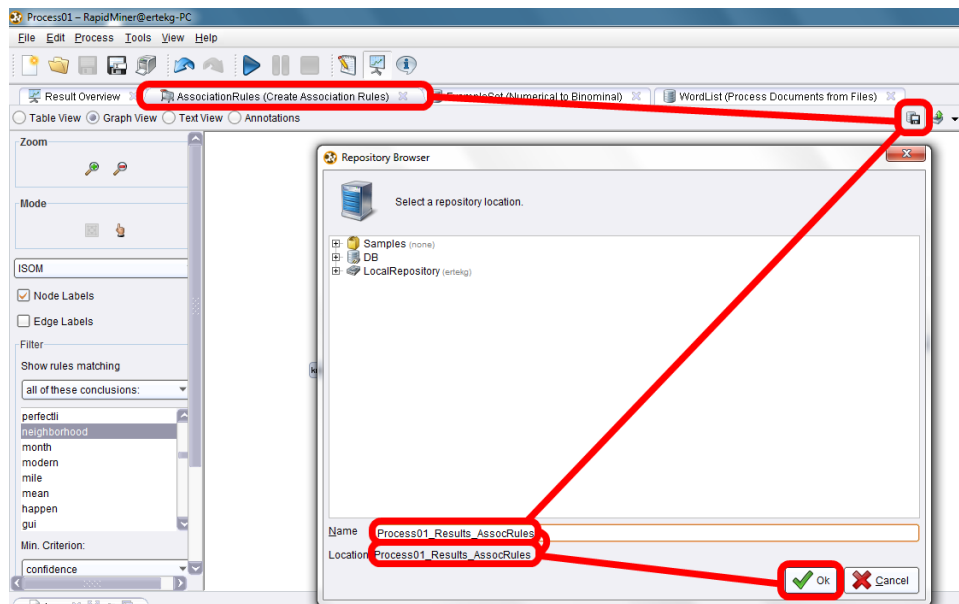 Process01 – RapidMiner@ertekg-PC
File Edit Process Tools View Help
Result Overview AssociationRules (Create Association Rules) ExampleSet (Numerical to Binominal) WordList (Process Documents from Files)
Table View Graph View Text View Annotations
Zoom
Mode
ISOM
Node Labels
Edge Labels
Filter
Show rules matching
all of these conclusions:
perfectli
neighborhood
month
modern
mile
mean
happen
gui
Min. Criterion:
confidence
Repository Browser
Select a repository location.
Samples (none)
DB
LocalRepository (ertekg)
Name Process01_Results_AssocRules
Location Process01_Results_AssocRules
Ok Cancel